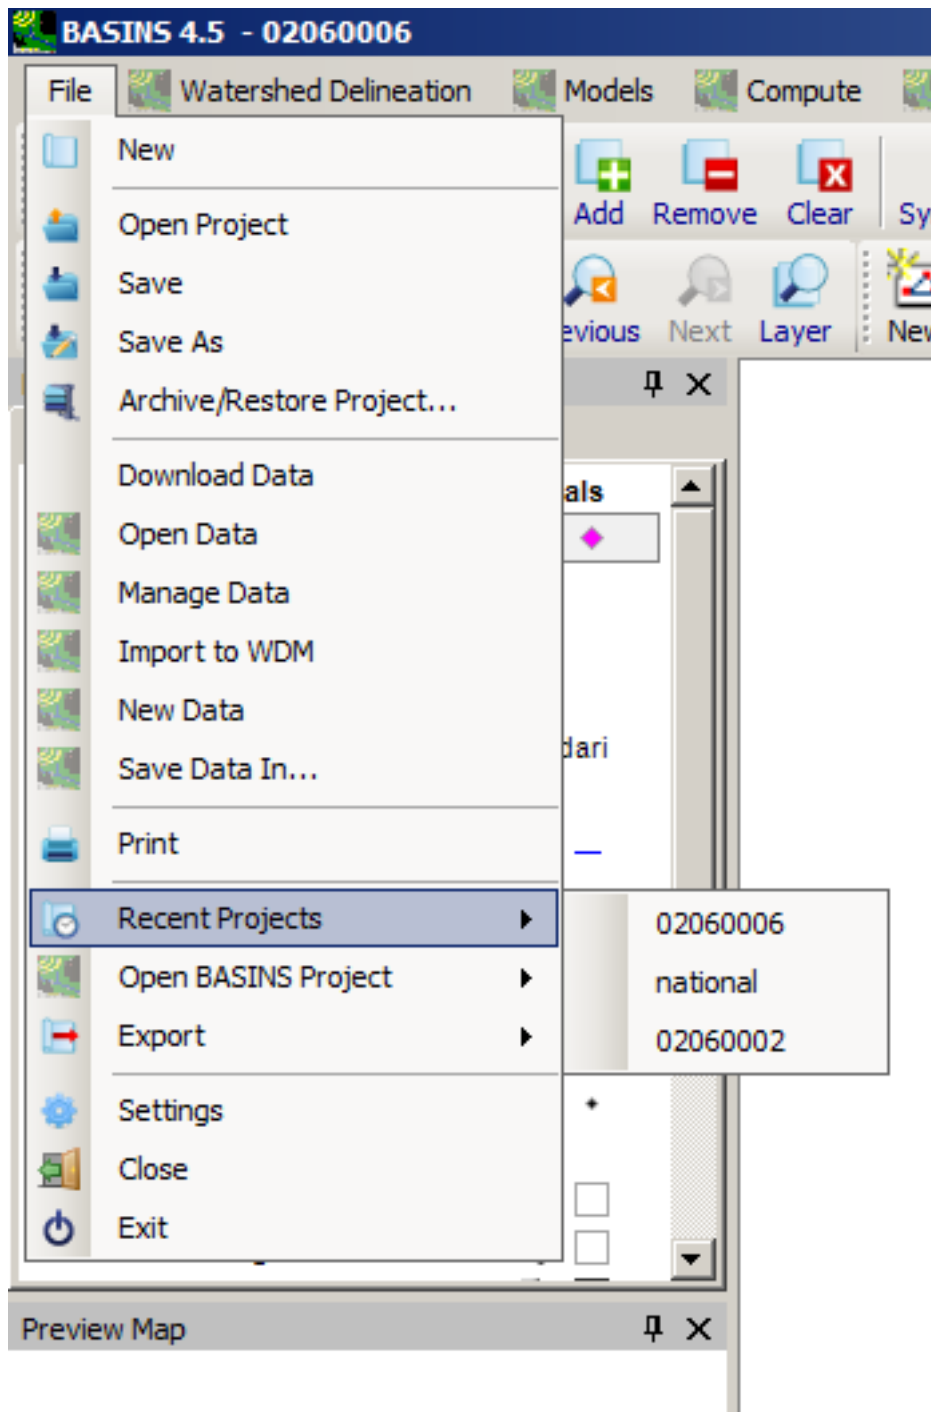 BASINS 4.5 - 02060006
File Watershed Delineation Models Compute
New
Add Remove Clear
Open Project
Save
Save As
Next Layer
Archive/Restore Project...
Download Data
Open Data
Manage Data
Import to WDM
New Data
Save Data In...
Print
Recent Projects
02060006
national
02060002
Open BASINS Project
Export
Settings
Close
Exit
Preview Map